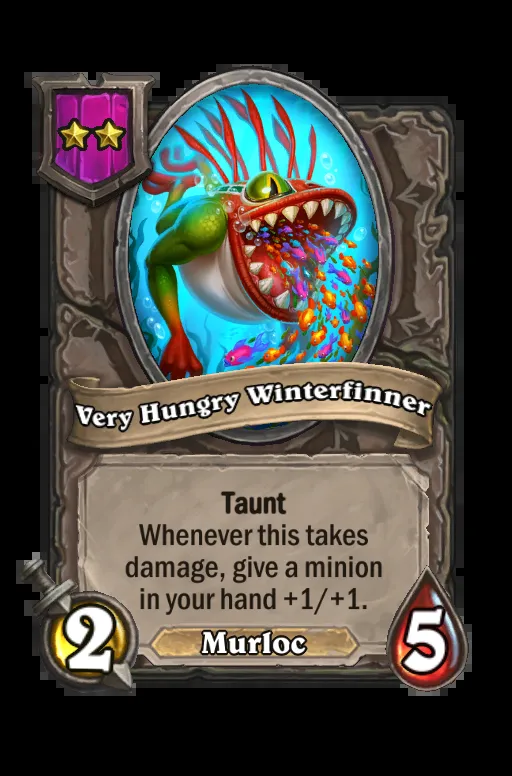 Very Hungry Winterfinner
Taunt
Whenever this takes
damage, give a minion
in your hand +1/+1.
2
Murloc
5